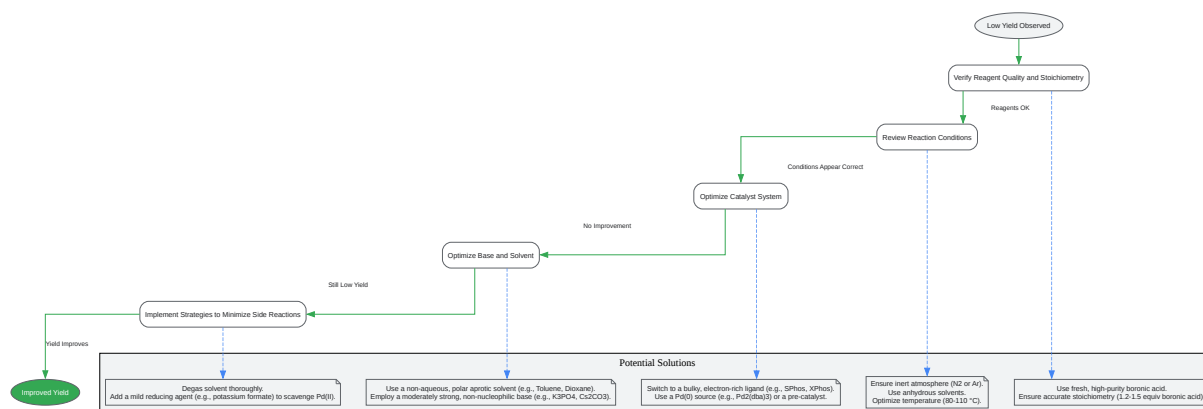 Low Yield Observed
Verify Reagent Quality and Stoichiometry
Reagents OK
Review Reaction Conditions
Conditions Appear Correct
Optimize Catalyst System
No Improvement
Optimize Base and Solvent
Still Low Yield
Implement Strategies to Minimize Side Reactions
Yield Improves
Improved Yield
Potential Solutions
Degas solvent thoroughly.
Add a mild reducing agent (e.g., potassium formate) to scavenge Pd(II).
Use a non-aqueous, polar aprotic solvent (e.g., Toluene, Dioxane).
Employ a moderately strong, non-nucleophilic base (e.g., K3PO4, Cs2CO3).
Switch to a bulky, electron-rich ligand (e.g., SPhos, XPhos).
Use a Pd(0) source (e.g., Pd2(dba)3) or a pre-catalyst.
Ensure inert atmosphere (N2 or Ar).
Use anhydrous solvents.
Optimize temperature (80-110 °C).
Use fresh, high-purity boronic acid.
Ensure accurate stoichiometry (1.2-1.5 equiv boronic acid)